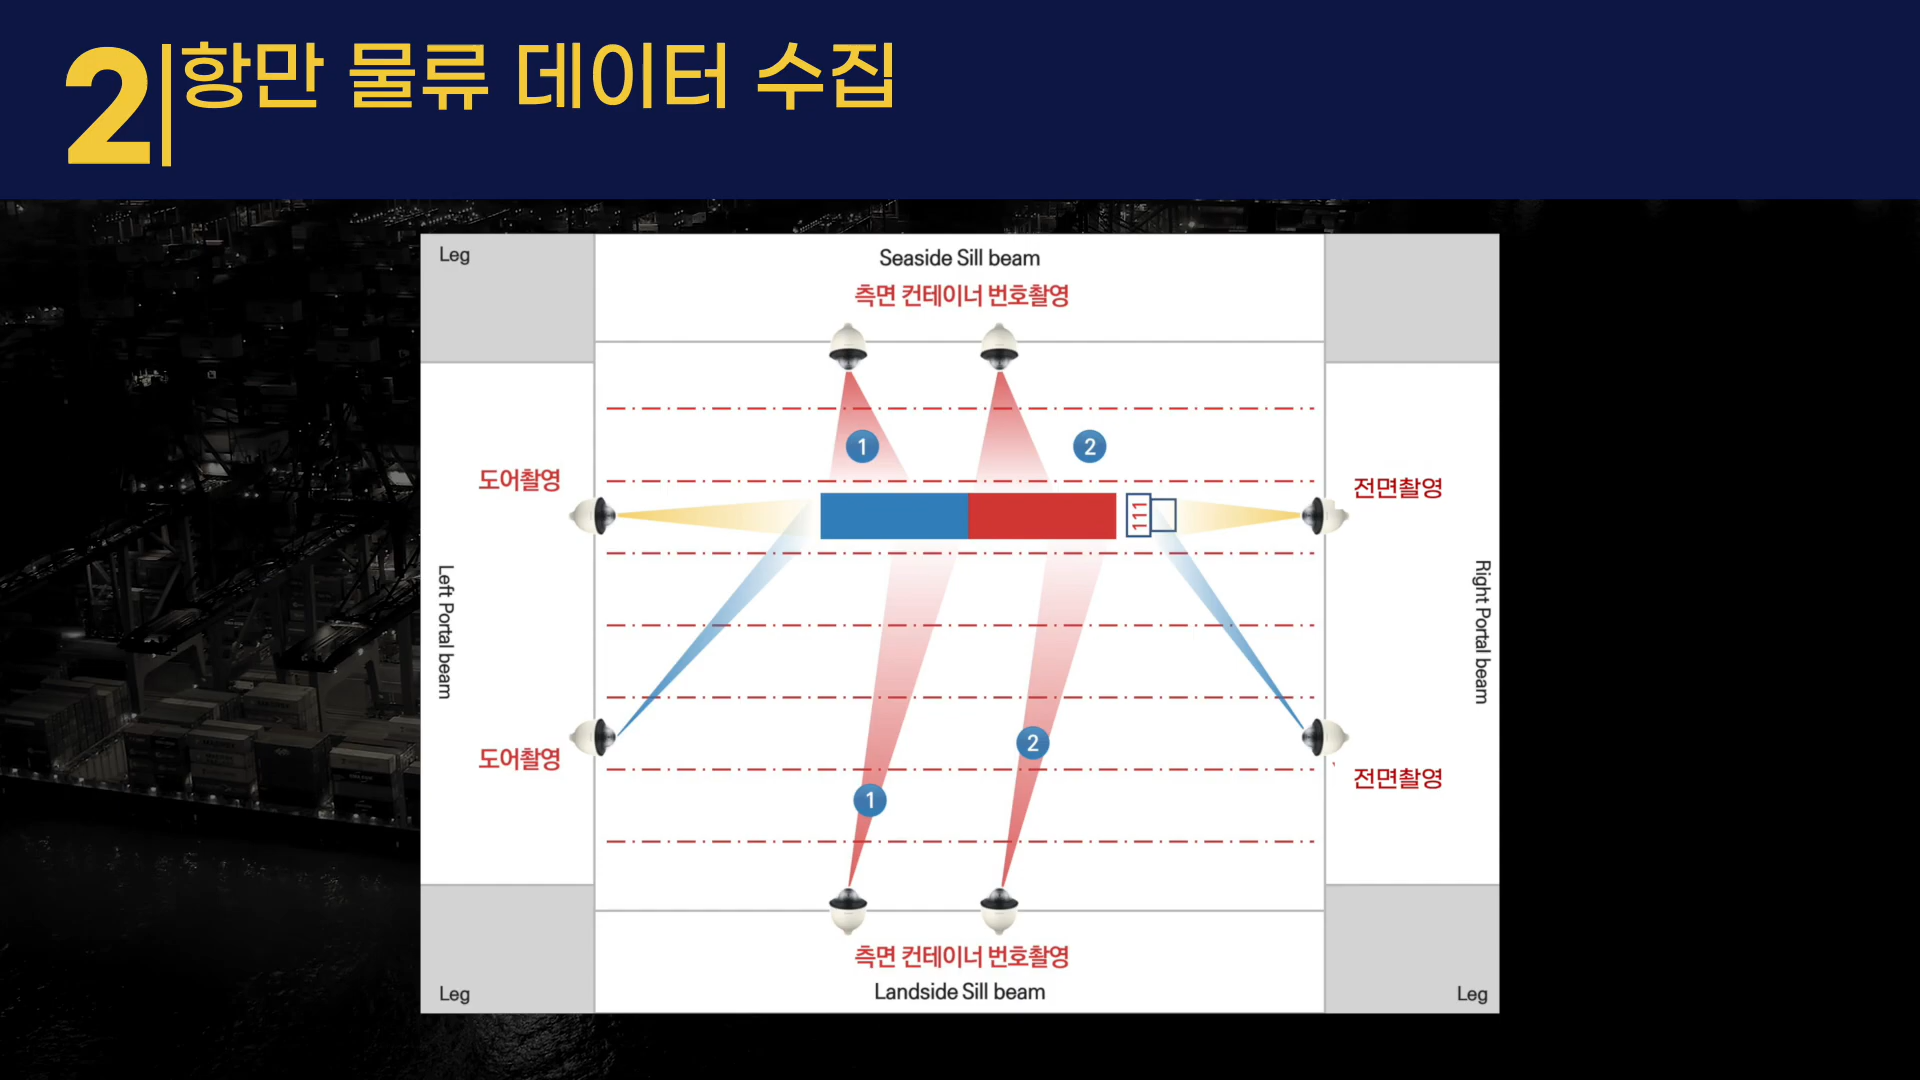 2
항만 물류 데이터 수집
Leg
Seaside Sill beam
측면 컨테이너 번호촬영
1
2
도어촬영
전면촬영
111
Left Portal beam
Right Portal beam
2
도어촬영
전면촬영
1
측면 컨테이너 번호촬영
Leg
Landside Sill beam
Leg